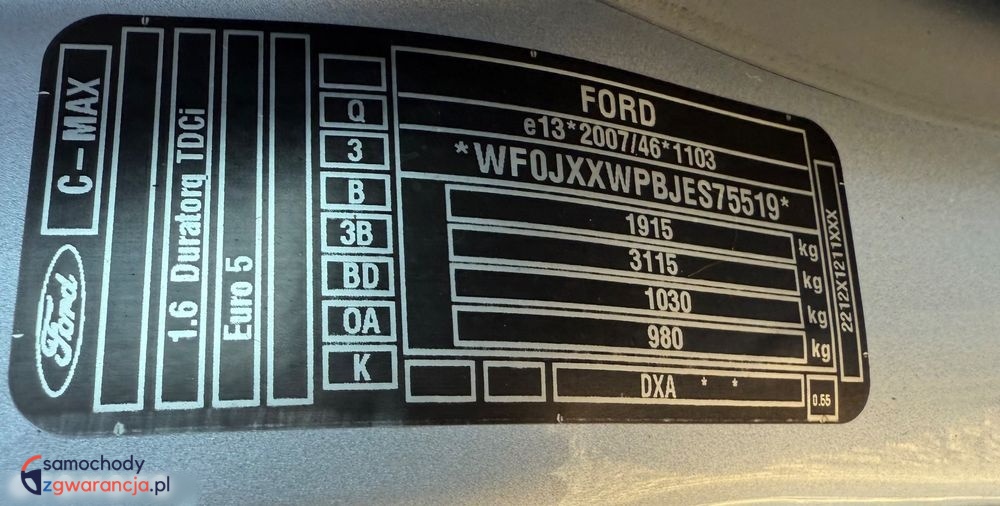 Ford
C-MAX
1.6 Duratorq TDCi
Euro 5
Q
3
B
3B
BD
OA
K
FORD
e13*2007/46*1103
*WF0JXXWPBJES75519*
1915 kg
3115 kg
1030 kg
980 kg
DXA * *
0.55
2212X1211XXX
samochody
zgwarancja.pl